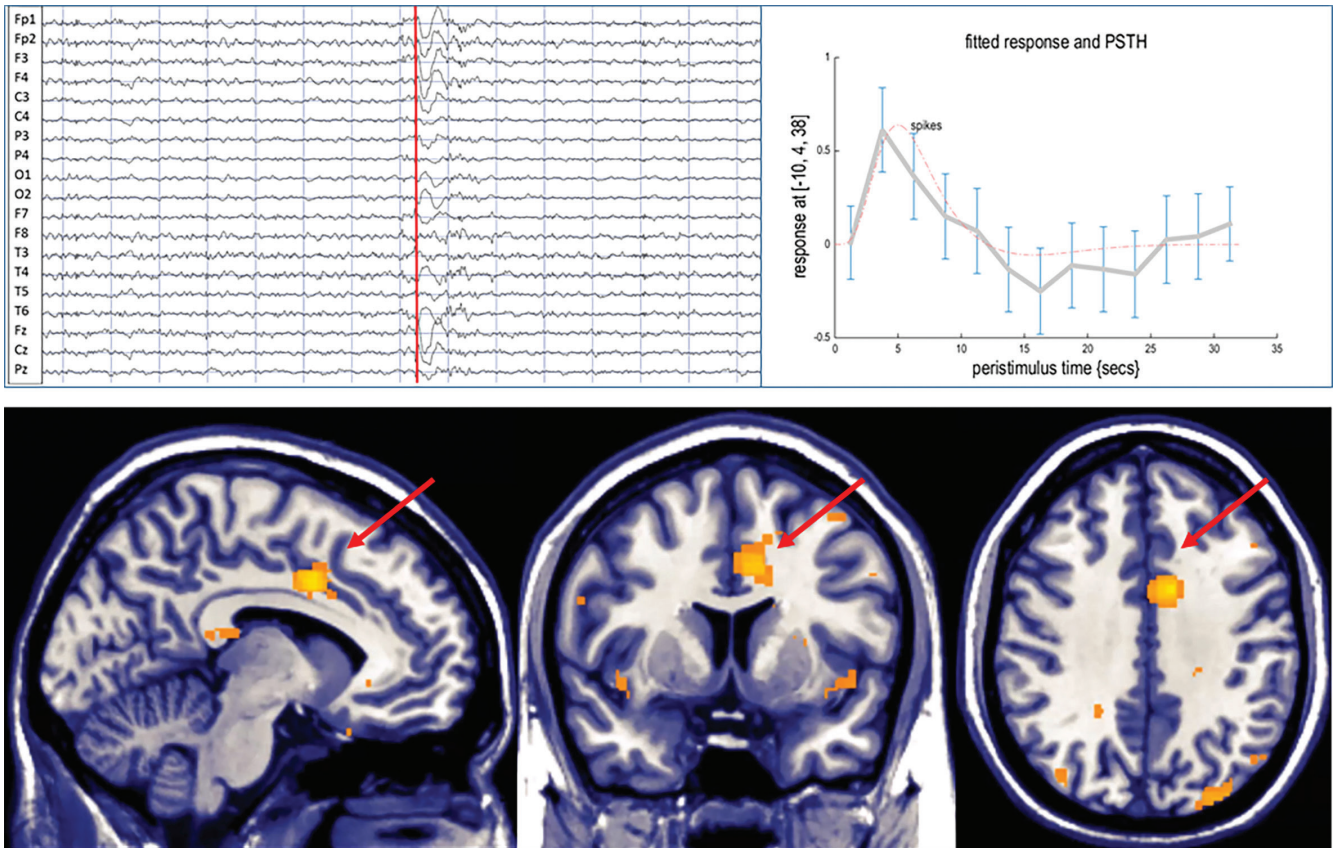 Fp1
Fp2
F3
F4
C3
C4
P3
P4
O1
O2
F7
F8
T3
T4
T5
T6
Fz
Cz
Pz
fitted response and PSTH
1
0.5
0
-0.5
response at [-10, 4, 38]
spikes
0 5 10 15 20 25 30 35
peristimulus time {secs}